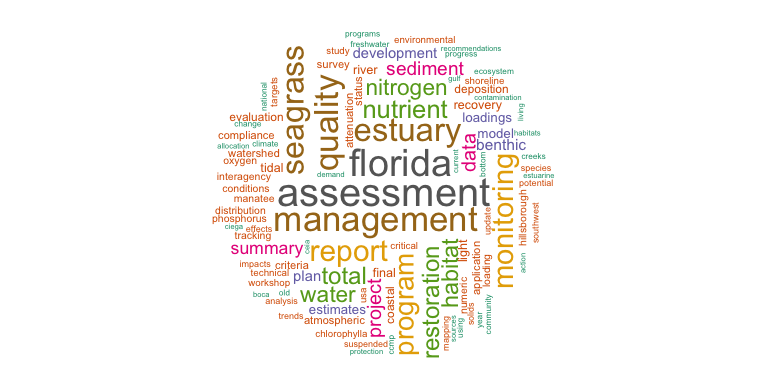 programs
freshwater
environmental
study
development
recommendations
progress
survey
river
sediment
gulf
ecosystem
seagrass
quality
status
nitrogen
shoreline
deposition
national
targets
contamination
nutrient
recovery
living
evaluation
change
attenuation
estuary
loadings
compliance
model
habitats
allocation
climate
data
benthic
watershed
oxygen
tidal
florida
current
bottom
creeks
interagency
demand
species
estuarine
conditions
assessment
monitoring
potential
manatee
distribution
management
update
hillsborough
southwest
phosphorus
ciega
effects
tracking
summary
report
critical
restoration
habitat
light
impacts
criteria
technical
plan
total
final
program
application
loading
action
workshop
water
usa
project
coastal
numeric
boca
old
analysis
estimates
solids
community
trends
atmospheric
year
using
sources
mapping
chlorophylla
suspended
protection
ccmp